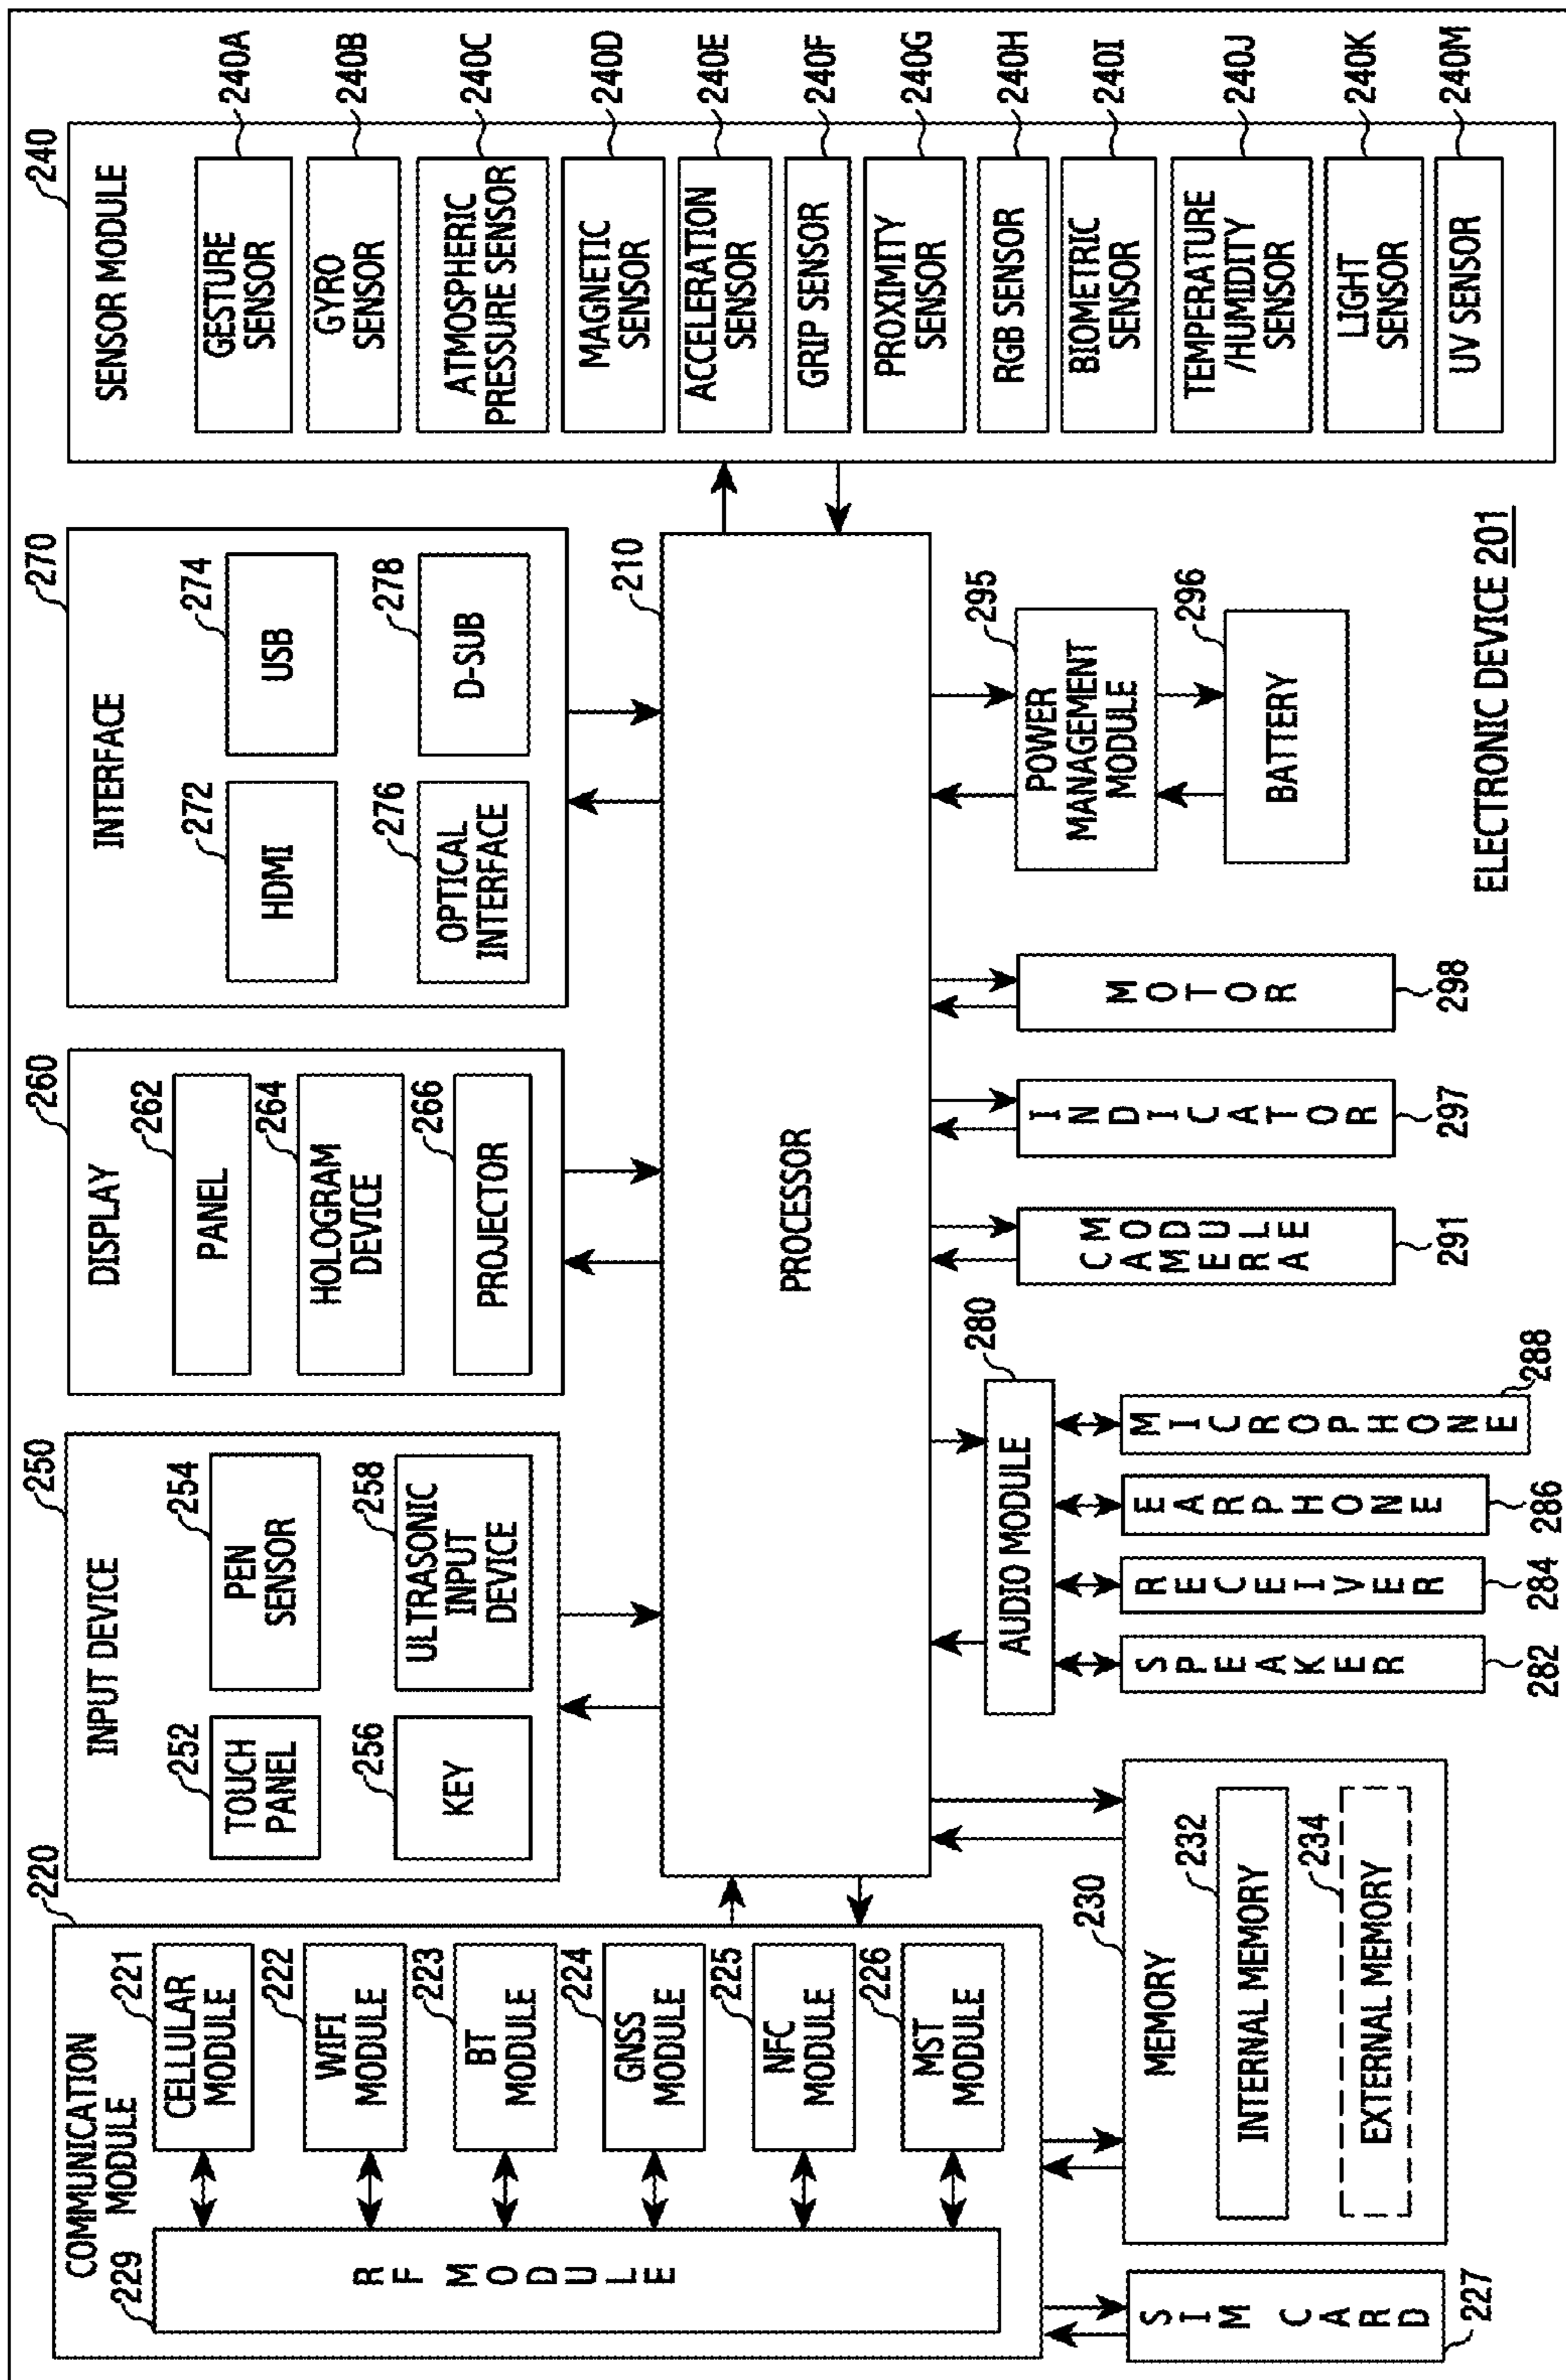 COMMUNICATION
MODULE
220
229
RF MODULE
221
CELLULAR
MODULE
222
WIFI
MODULE
223
BT
MODULE
224
GNSS
MODULE
225
NFC
MODULE
226
MST
MODULE
SIM CARD
227
INPUT DEVICE
250
252
TOUCH
PANEL
254
PEN
SENSOR
256
KEY
258
ULTRASONIC
INPUT
DEVICE
DISPLAY
260
262
PANEL
264
HOLOGRAM
DEVICE
266
PROJECTOR
INTERFACE
270
272
HDMI
274
USB
276
OPTICAL
INTERFACE
278
D-SUB
SENSOR MODULE
240
GESTURE
SENSOR
240A
GYRO
SENSOR
240B
ATMOSPHERIC
PRESSURE SENSOR
240C
MAGNETIC
SENSOR
240D
ACCELERATION
SENSOR
240E
GRIP SENSOR
240F
PROXIMITY
SENSOR
240G
RGB SENSOR
240H
BIOMETRIC
SENSOR
240I
TEMPERATURE
/HUMIDITY
SENSOR
240J
LIGHT
SENSOR
240K
UV SENSOR
240M
PROCESSOR
210
230
MEMORY
232
INTERNAL MEMORY
234
EXTERNAL MEMORY
280
AUDIO MODULE
SPEAKER
282
RECEIVER
284
EARPHONE
286
MICROPHONE
288
CAMERA
MODULE
291
INDICATOR
297
MOTOR
298
295
POWER
MANAGEMENT
MODULE
296
BATTERY
ELECTRONIC DEVICE 201